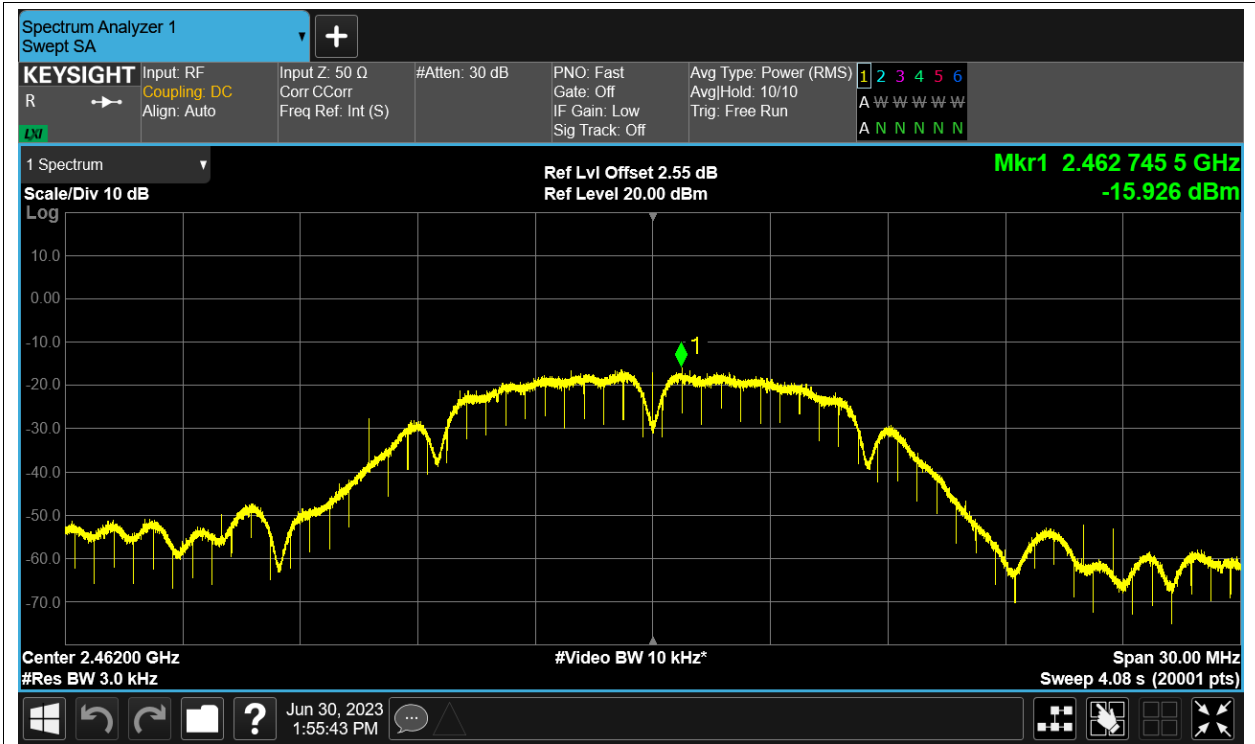 Spectrum Analyzer 1
Swept SA
KEYSIGHT
R
LXI
Input: RF
Coupling: DC
Align: Auto
Input Z: 50 Ω
Corr CCorr
Freq Ref: Int (S)
#Atten: 30 dB
PNO: Fast
Gate: Off
IF Gain: Low
Sig Track: Off
Avg Type: Power (RMS)
Avg|Hold: 10/10
Trig: Free Run
1 2 3 4 5 6
A W W W W W
A N N N N N
1 Spectrum
Scale/Div 10 dB
Log
Ref Lvl Offset 2.55 dB
Ref Level 20.00 dBm
Mkr1 2.462 745 5 GHz
-15.926 dBm
10.0
0.00
-10.0
-20.0
-30.0
-40.0
-50.0
-60.0
-70.0
1
Center 2.46200 GHz
#Res BW 3.0 kHz
#Video BW 10 kHz*
Span 30.00 MHz
Sweep 4.08 s (20001 pts)
?
Jun 30, 2023
1:55:43 PM